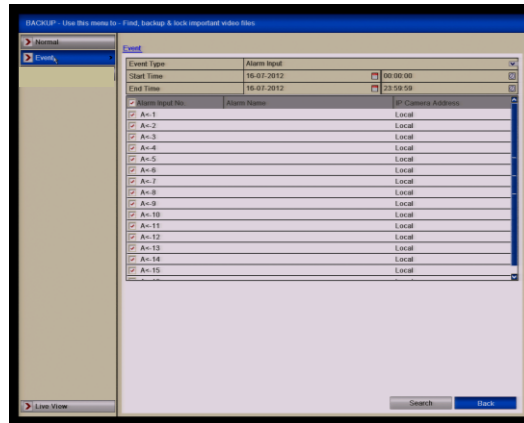 BACKUP - Use this menu to - Find, backup & lock important video files
Normal
Event
Event
Event Type Alarm Input
Start Time 16-07-2012 00:00:00
End Time 16-07-2012 23:59:59
Alarm Input No. Alarm Name IP Camera Address
A<-1 Local
A<-2 Local
A<-3 Local
A<-4 Local
A<-5 Local
A<-6 Local
A<-7 Local
A<-8 Local
A<-9 Local
A<-10 Local
A<-11 Local
A<-12 Local
A<-13 Local
A<-14 Local
A<-15 Local
Search Back
Live View